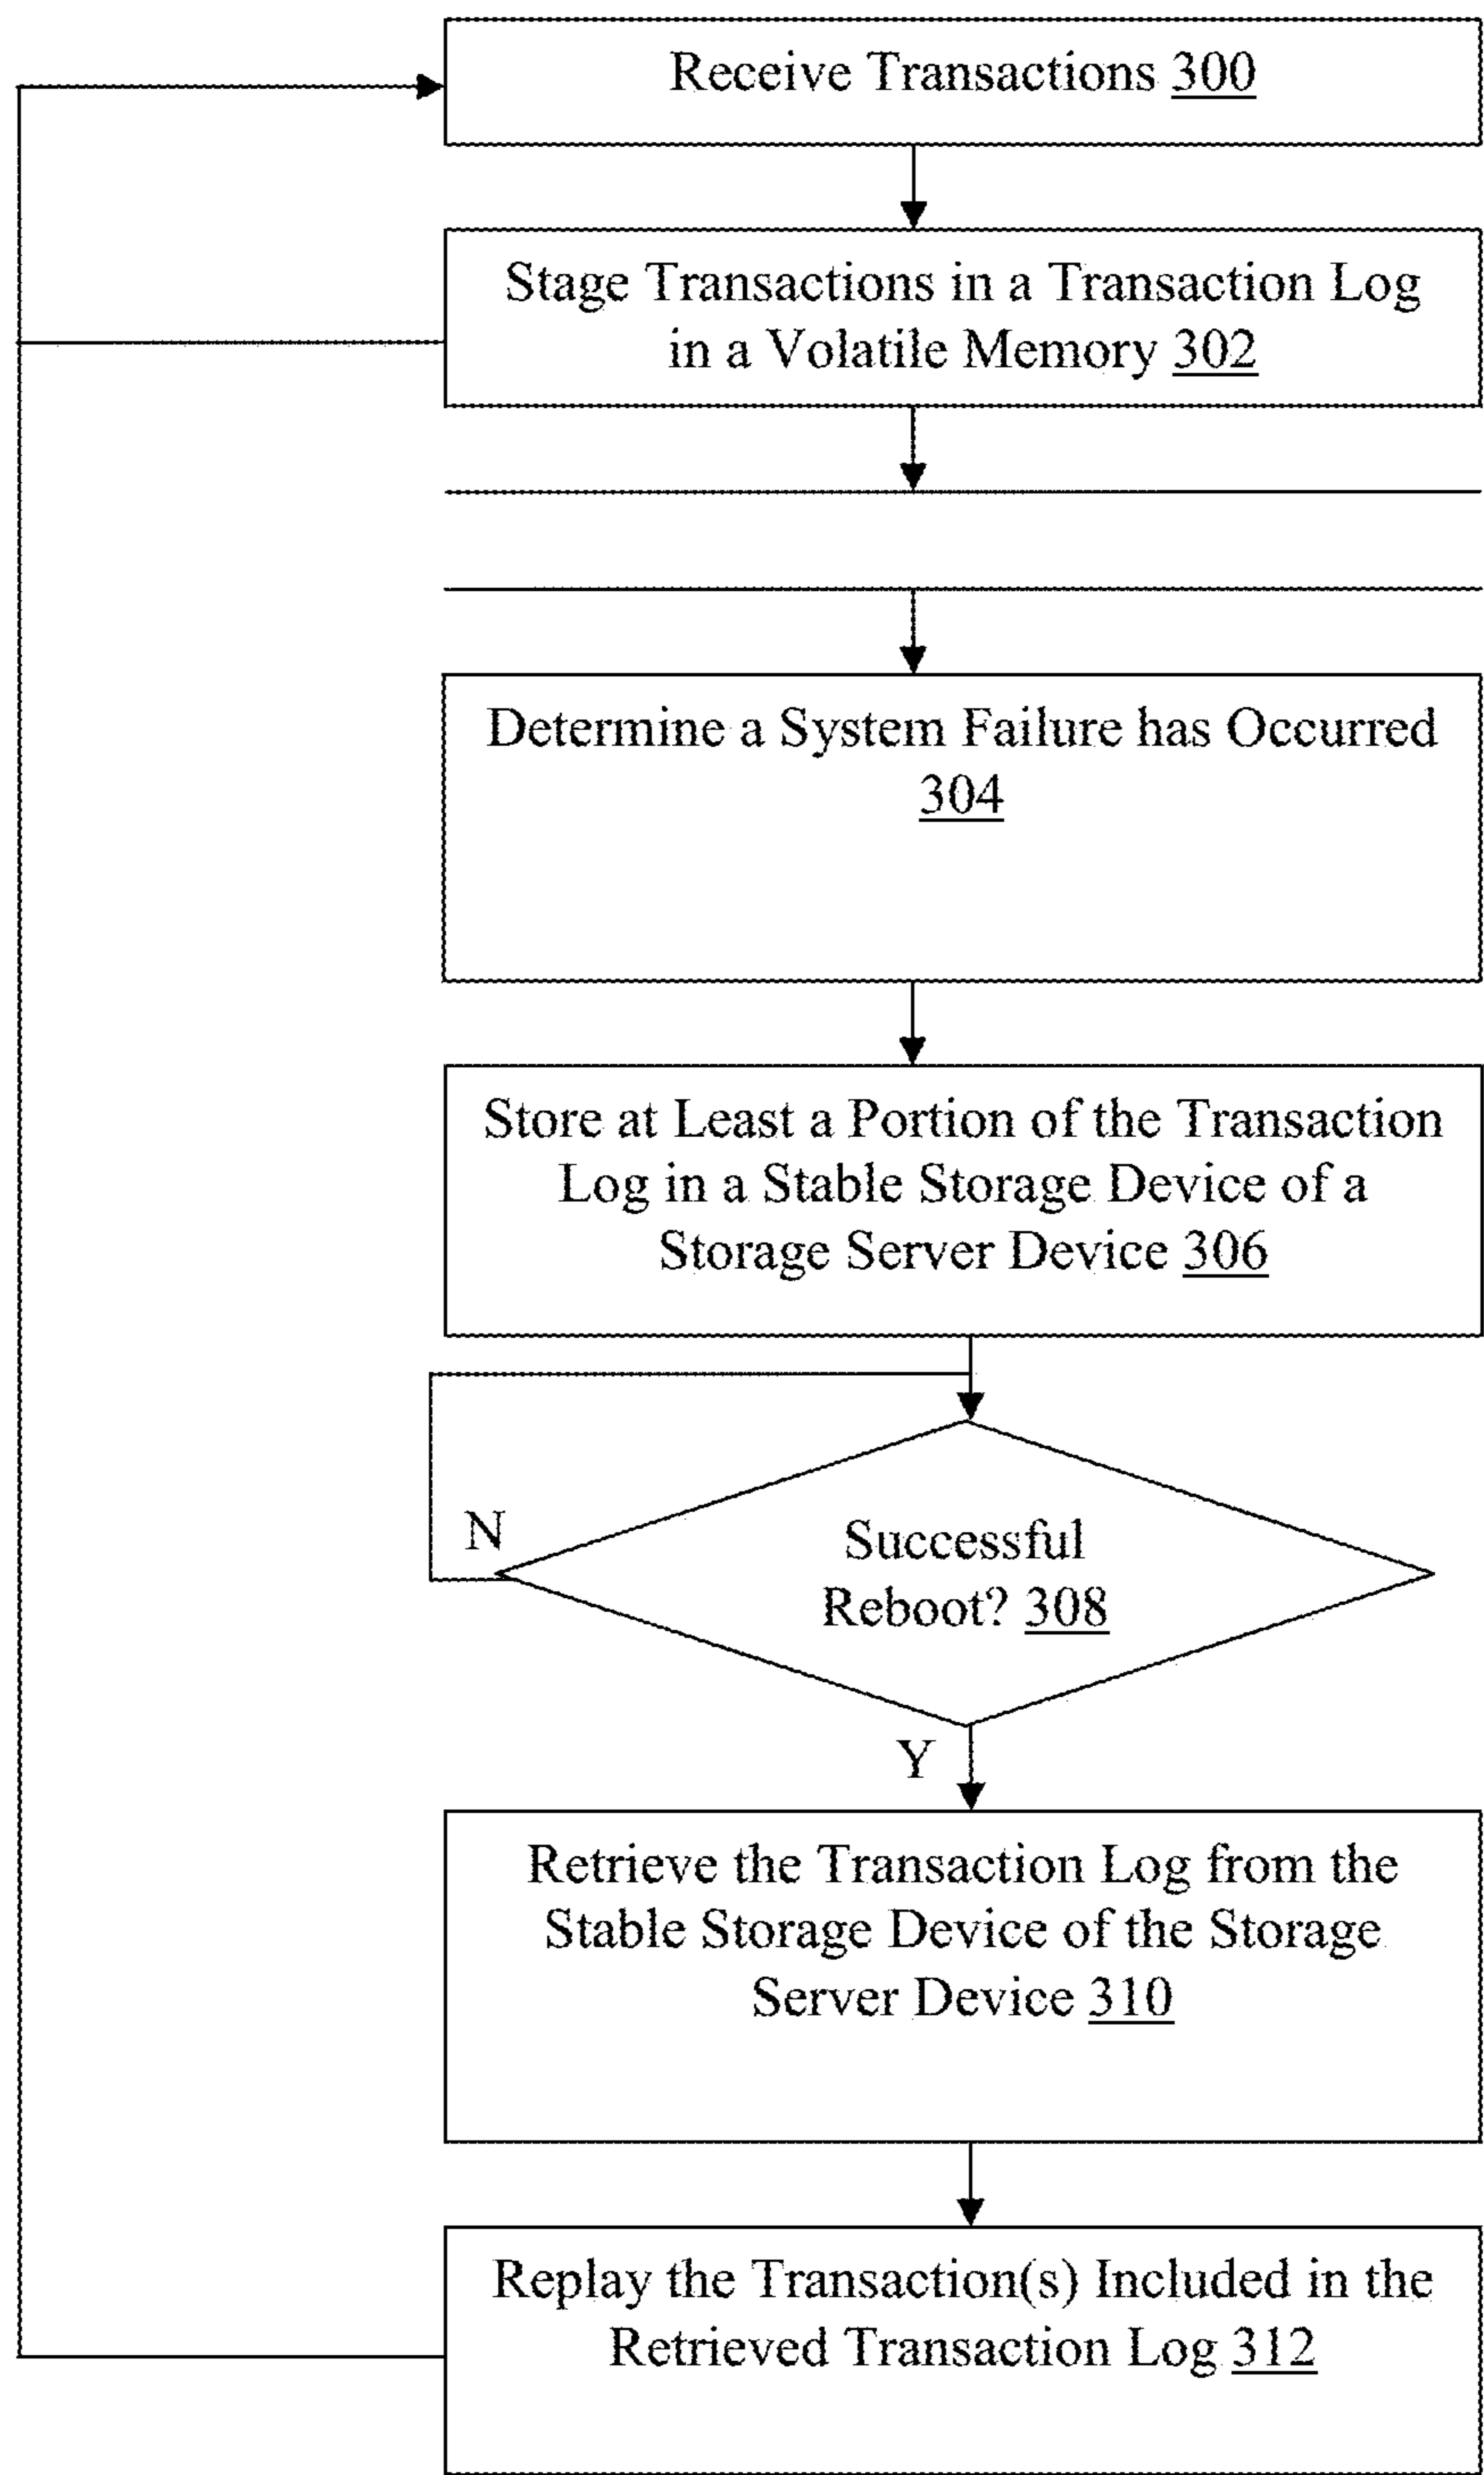 Receive Transactions 300
Stage Transactions in a Transaction Log
in a Volatile Memory 302
Determine a System Failure has Occurred
304
Store at Least a Portion of the Transaction
Log in a Stable Storage Device of a
Storage Server Device 306
N
Successful
Reboot? 308
Y
Retrieve the Transaction Log from the
Stable Storage Device of the Storage
Server Device 310
Replay the Transaction(s) Included in the
Retrieved Transaction Log 312